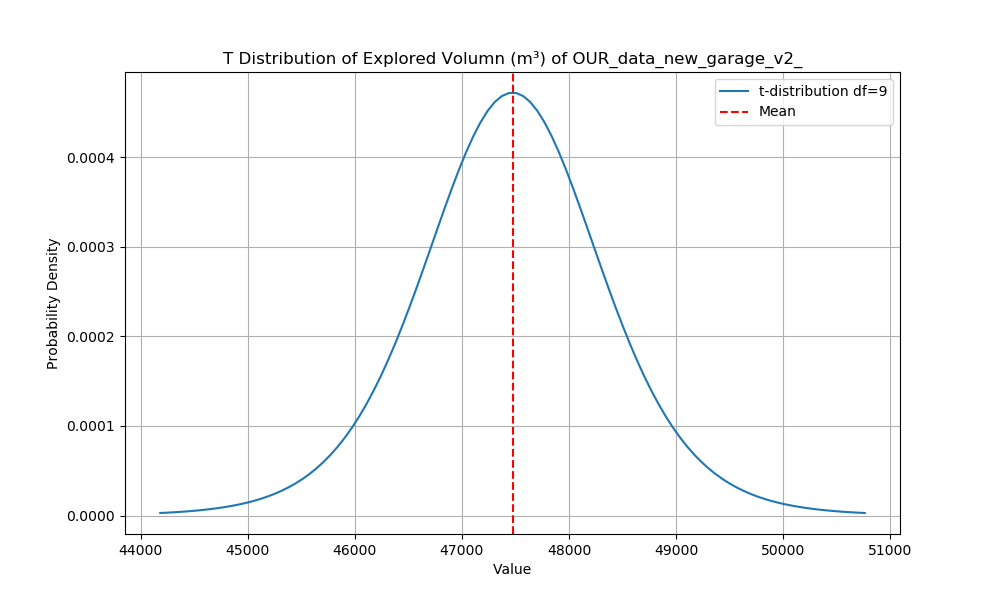 T Distribution of Explored Volumn (m³) of OUR_data_new_garage_v2_
t-distribution df=9
Mean
Probability Density
0.0004
0.0003
0.0002
0.0001
0.0000
44000 45000 46000 47000 48000 49000 50000 51000
Value